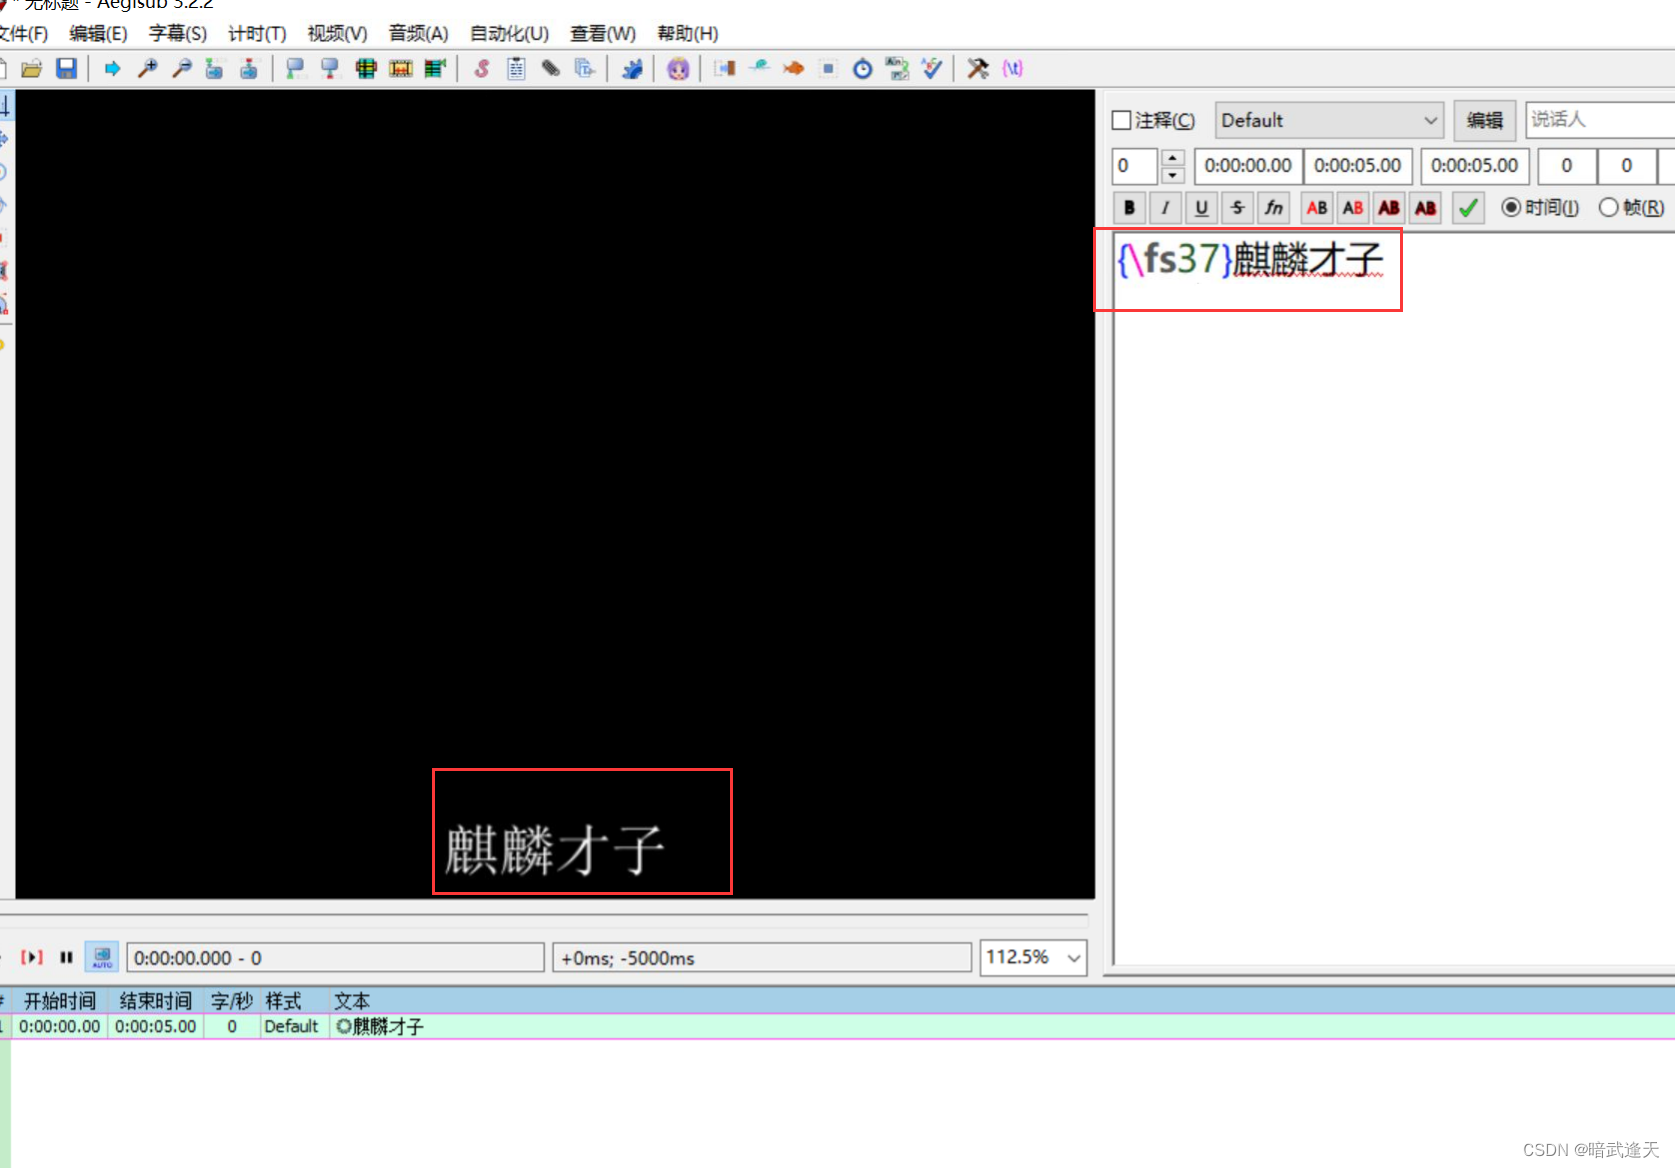 * 无标题 - Aegisub 3.2.2
文件(F) 编辑(E) 字幕(S) 计时(T) 视频(V) 音频(A) 自动化(U) 查看(W) 帮助(H)
注释(C) Default 编辑 说话人
0 0:00:00.00 0:00:05.00 0:00:05.00 0 0
B I U S fn AB AB AB AB 时间(I) 帧(R)
{\fs37}麒麟才子
麒麟才子
AUTO 0:00:00.000 - 0 +0ms; -5000ms 112.5%
# 开始时间 结束时间 字/秒 样式 文本
1 0:00:00.00 0:00:05.00 0 Default 麒麟才子
CSDN @暗武逢天